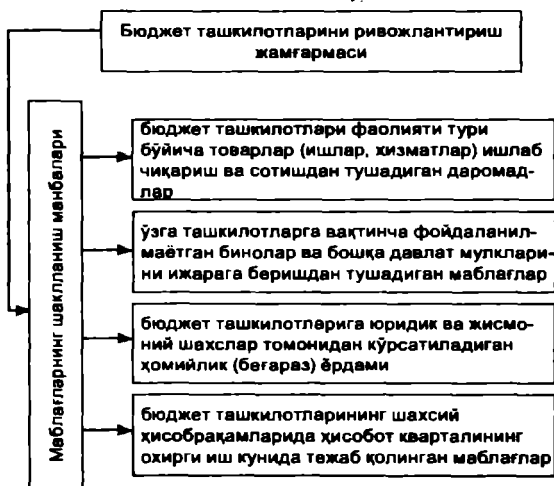 Бюджет ташкилотларини ривожлантириш
жамғармаси
Маблағларнинг шаклланиш манбалари
бюджет ташкилотлари фаолияти тури
бўйича товарлар (ишлар, хизматлар) ишлаб
чиқариш ва сотишдан тушадиган даромад-
лар
ўзга ташкилотларга вақтинча фойдаланил-
маётган бинолар ва бошқа давлат мулклари-
ни ижарага беришдан тушадиган маблағлар
бюджет ташкилотларига юридик ва жисмо-
ний шахслар томонидан кўрсатиладиган
ҳомийлик (беғараз) ёрдами
бюджет ташкилотларининг шахсий
ҳисобрақамларида ҳисобот кварталининг
охирги иш кунида тежаб қолинган маблағлар